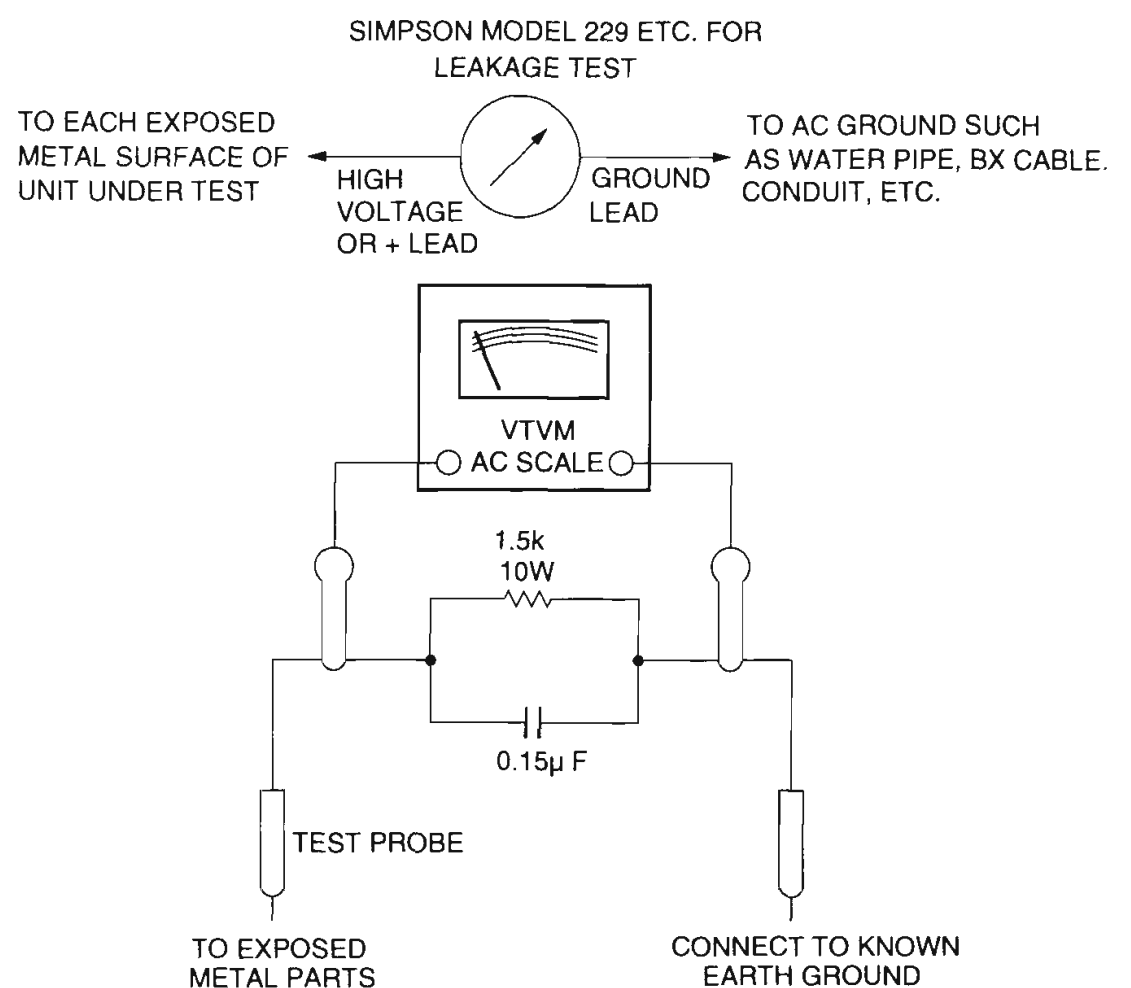 SIMPSON MODEL 229 ETC. FOR
LEAKAGE TEST
TO EACH EXPOSED
METAL SURFACE OF
UNIT UNDER TEST
HIGH
VOLTAGE
OR + LEAD
GROUND
LEAD
TO AC GROUND SUCH
AS WATER PIPE, BX CABLE.
CONDUIT, ETC.
VTVM
AC SCALE
1.5k
10W
0.15µ F
TEST PROBE
TO EXPOSED
METAL PARTS
CONNECT TO KNOWN
EARTH GROUND